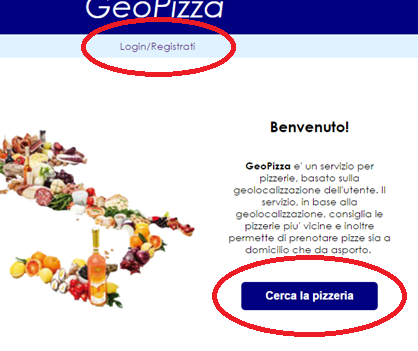 GeoPizza
Login/Registrati
Benvenuto!
GeoPizza e' un servizio per
pizzerie, basato sulla
geolocalizzazione dell'utente. Il
servizio, in base alla
geolocalizzazione, consiglia le
pizzerie piu' vicine e inoltre
permette di prenotare pizze sia a
domicilio che da asporto.
Cerca la pizzeria